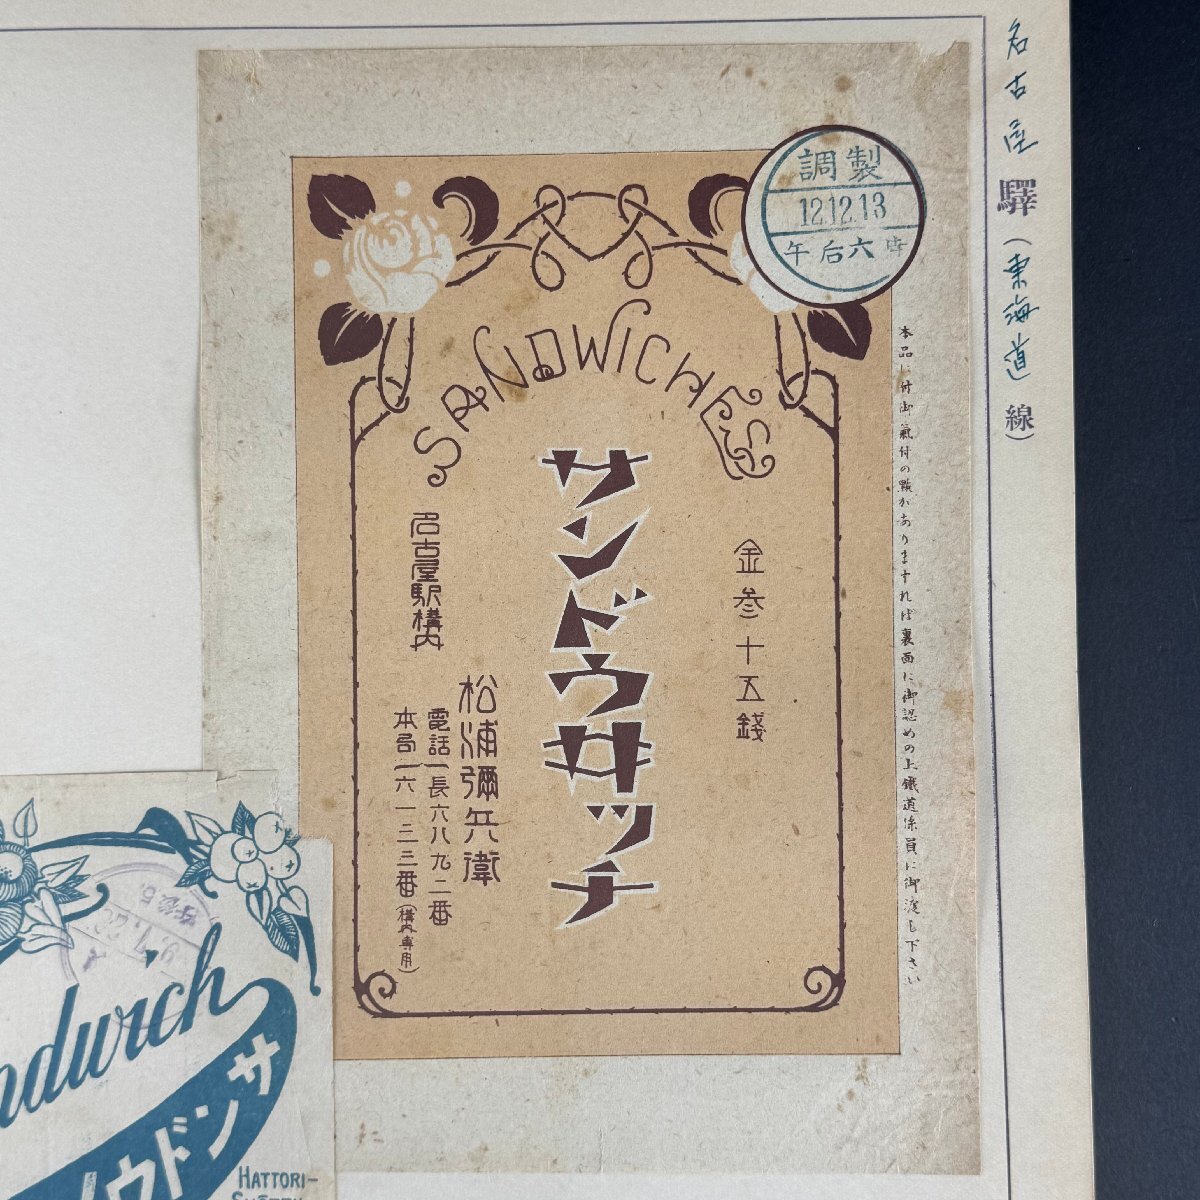 名古屋驛(東海道線)
調製
12.12.13
午后六時
本品に付御氣付の點がありますれば裏面に御認めの上鐵道係員に御渡し下さい
SANDWICHES
金参十五錢
サンドウ井ッチ
名古屋駅構内
松浦彌兵衛
電話長六八九二番
本局六一三三番(構内専用)
ndwich
サンドウ
HATTORI-